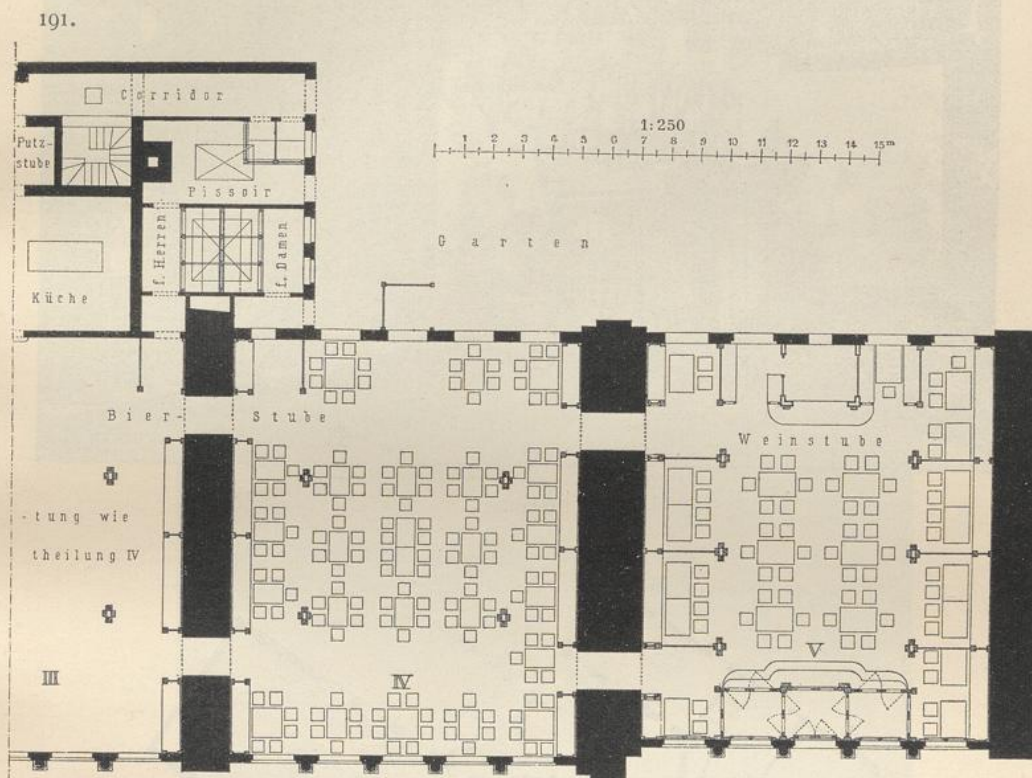 191.
Corridor
Putz-
stube
Pissoir
f. Herren
f. Damen
Küche
1:250
1 2 3 4 5 6 7 8 9 10 11 12 13 14 15 m
Garten
Bier- Stube
Weinstube
-tung wie
theilung IV
III
IV
V